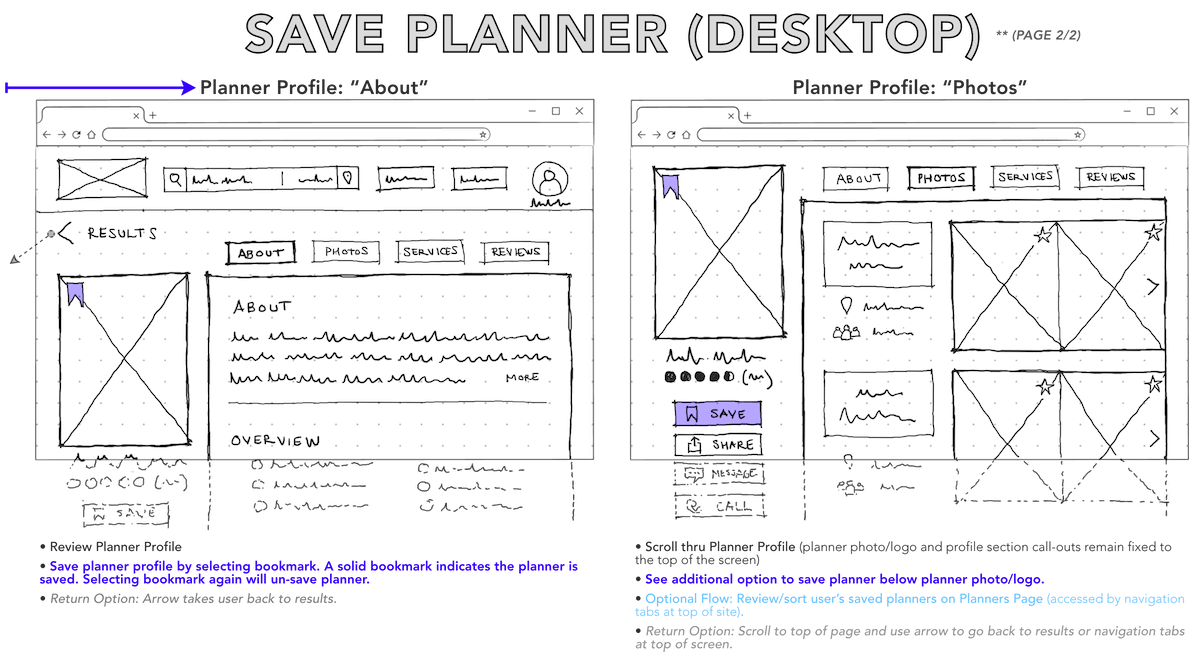 SAVE PLANNER (DESKTOP) ** (PAGE 2/2)
Planner Profile: “About”
RESULTS
ABOUT PHOTOS SERVICES REVIEWS
ABOUT
MORE
OVERVIEW
SAVE
• Review Planner Profile
• Save planner profile by selecting bookmark. A solid bookmark indicates the planner is
saved. Selecting bookmark again will un-save planner.
• Return Option: Arrow takes user back to results.
Planner Profile: “Photos”
ABOUT PHOTOS SERVICES REVIEWS
SAVE
SHARE
MESSAGE
CALL
• Scroll thru Planner Profile (planner photo/logo and profile section call-outs remain fixed to
the top of the screen)
• See additional option to save planner below planner photo/logo.
• Optional Flow: Review/sort user’s saved planners on Planners Page (accessed by navigation
tabs at top of site).
• Return Option: Scroll to top of page and use arrow to go back to results or navigation tabs
at top of screen.